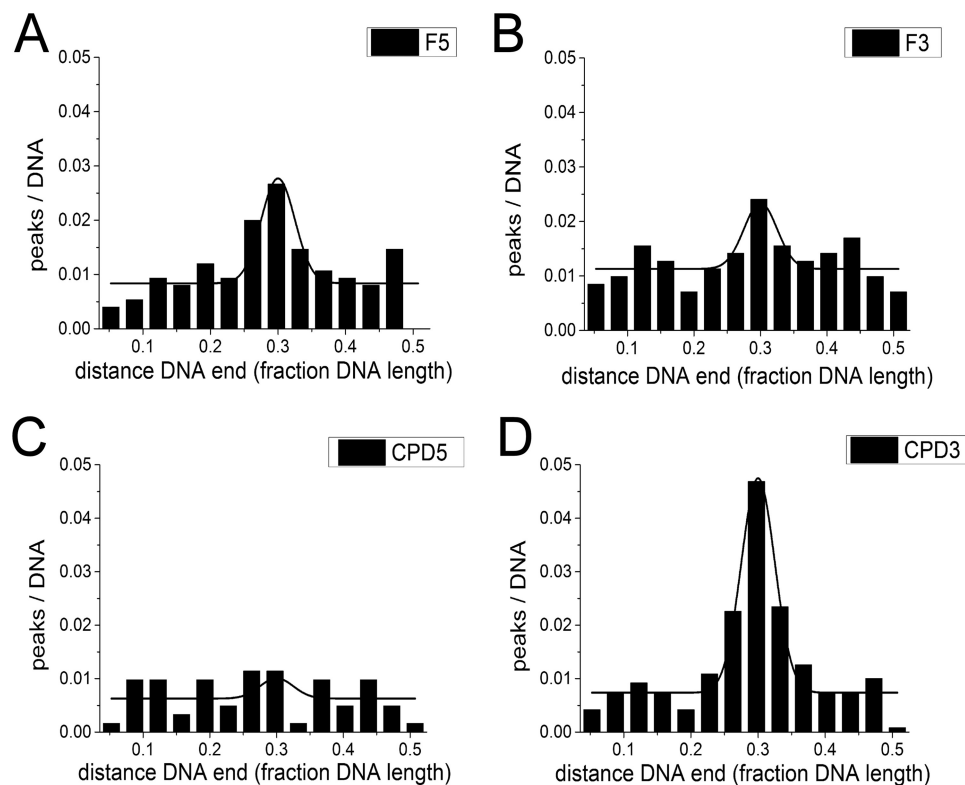 A
F5
0.05
0.04
0.03
0.02
0.01
0.00
peaks / DNA
0.1 0.2 0.3 0.4 0.5
distance DNA end (fraction DNA length)
B
F3
0.05
0.04
0.03
0.02
0.01
0.00
peaks / DNA
0.1 0.2 0.3 0.4 0.5
distance DNA end (fraction DNA length)
C
CPD5
0.05
0.04
0.03
0.02
0.01
0.00
peaks / DNA
0.1 0.2 0.3 0.4 0.5
distance DNA end (fraction DNA length)
D
CPD3
0.05
0.04
0.03
0.02
0.01
0.00
peaks / DNA
0.1 0.2 0.3 0.4 0.5
distance DNA end (fraction DNA length)